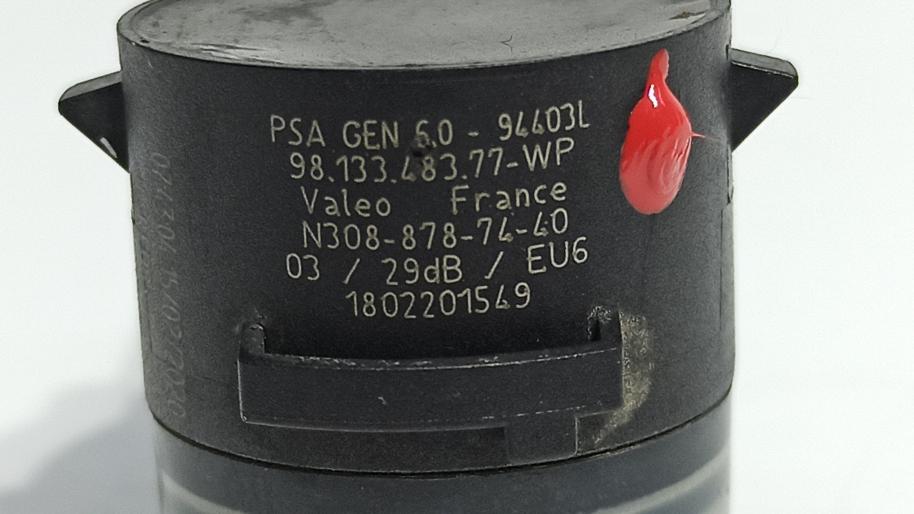 PSA GEN 6.0 - 94403L
98.133.483.77-WP
Valeo France
N308-878-74-40
03 / 29dB / EU6
1802201549